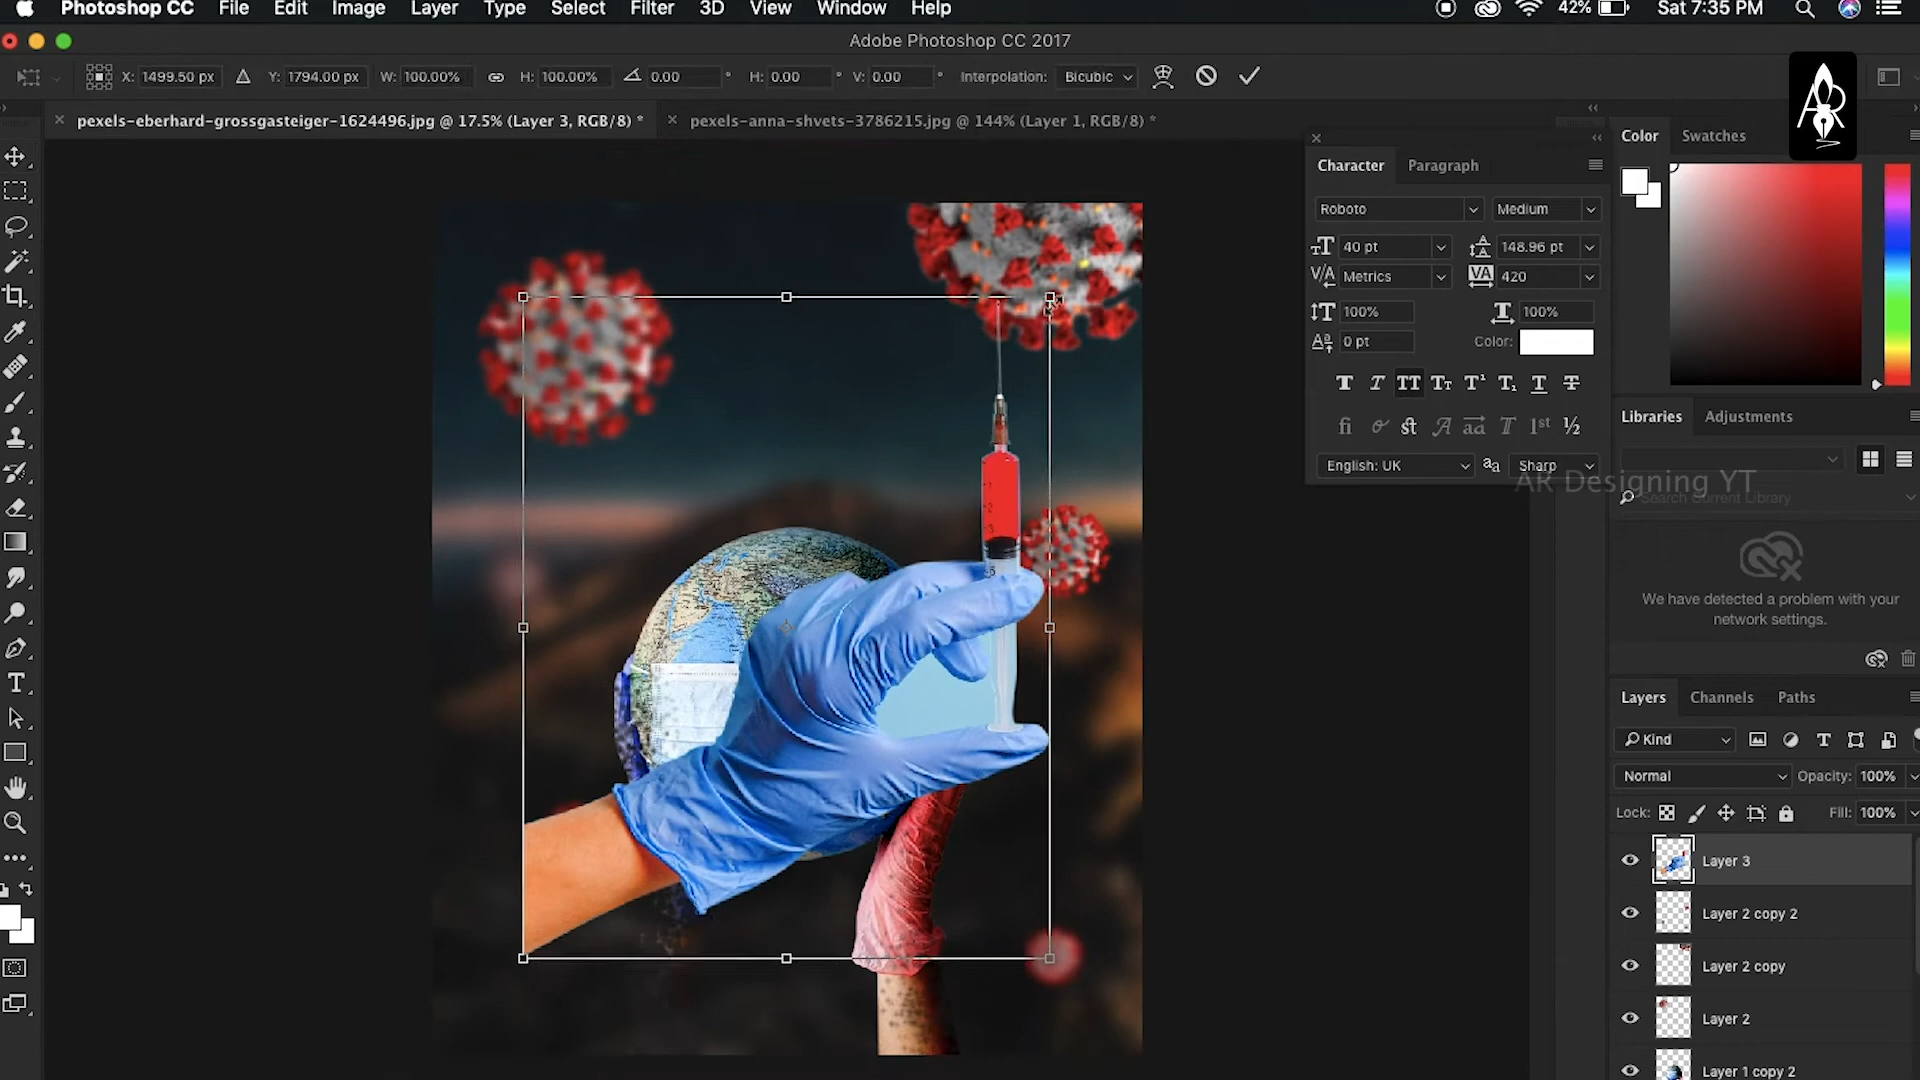 Photoshop CC File Edit Image Layer Type Select Filter 3D View Window Help 42% Sat 7:35 PM
Adobe Photoshop CC 2017
X: 1499.50 px Y: 1794.00 px W: 100.00% H: 100.00% 0.00 ° H: 0.00 ° V: 0.00 ° Interpolation: Bicubic
pexels-eberhard-grossgasteiger-1624496.jpg @ 17.5% (Layer 3, RGB/8) *
pexels-anna-shvets-3786215.jpg @ 144% (Layer 1, RGB/8) *
Character Paragraph
Roboto Medium
40 pt 148.96 pt
Metrics 420
100% 100%
0 pt Color:
English: UK Sharp
Color Swatches
Libraries Adjustments
AR Designing YT
Search Current Library
We have detected a problem with your
network settings.
Layers Channels Paths
Kind
Normal Opacity: 100%
Lock: Fill: 100%
Layer 3
Layer 2 copy 2
Layer 2 copy
Layer 2
Layer 1 copy 2